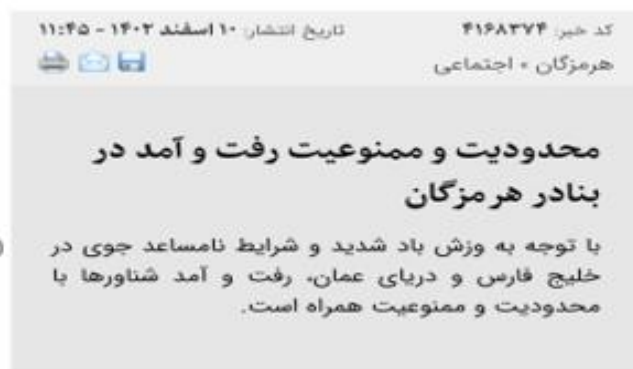 کد خبر: ۴۱۶۸۳۷۴ تاریخ انتشار: ۱۰ اسفند ۱۴۰۲ - ۱۱:۴۵
هرمزگان » اجتماعی
محدودیت و ممنوعیت رفت و آمد در
بنادر هرمزگان
با توجه به وزش باد شدید و شرایط نامساعد جوی در
خلیج فارس و دریای عمان، رفت و آمد شناورها با
محدودیت و ممنوعیت همراه است.